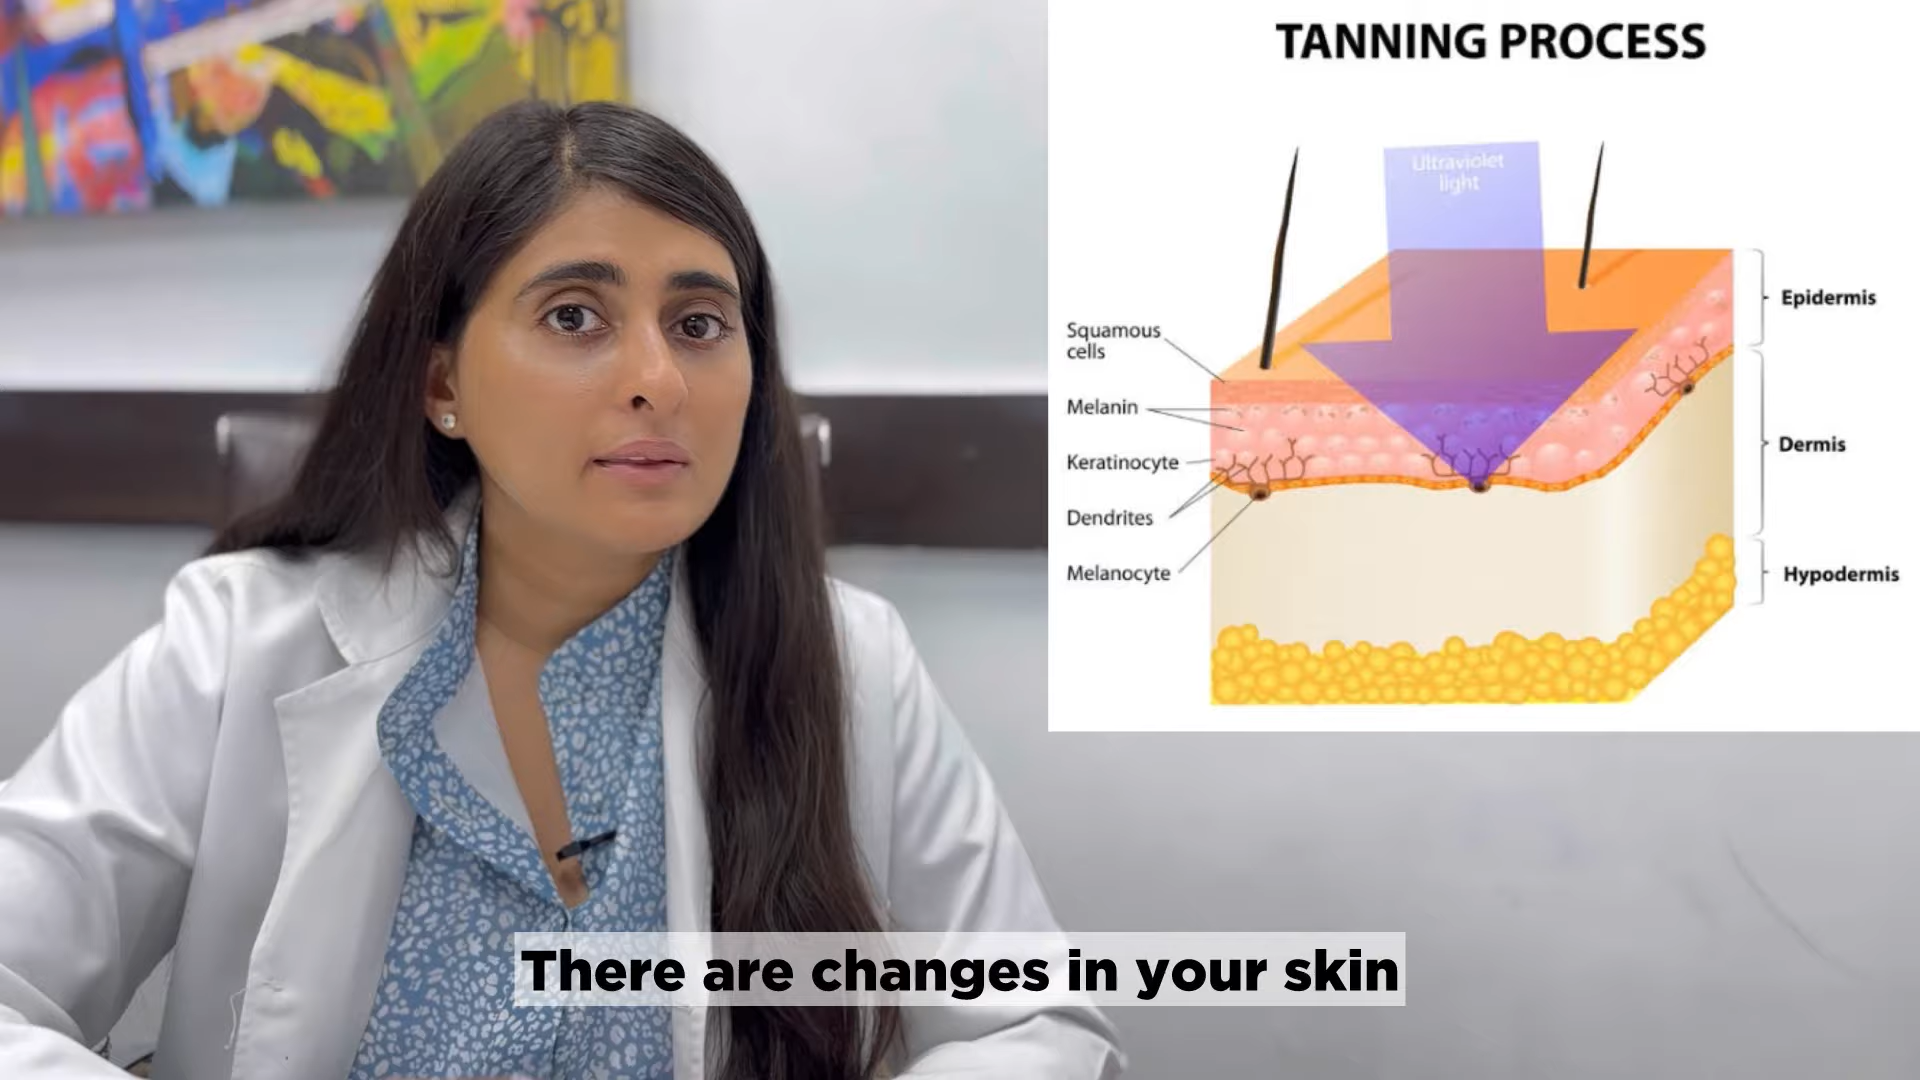 TANNING PROCESS
Ultraviolet
light
Epidermis
Squamous
cells
Melanin
Dermis
Keratinocyte
Dendrites
Melanocyte
Hypodermis
There are changes in your skin